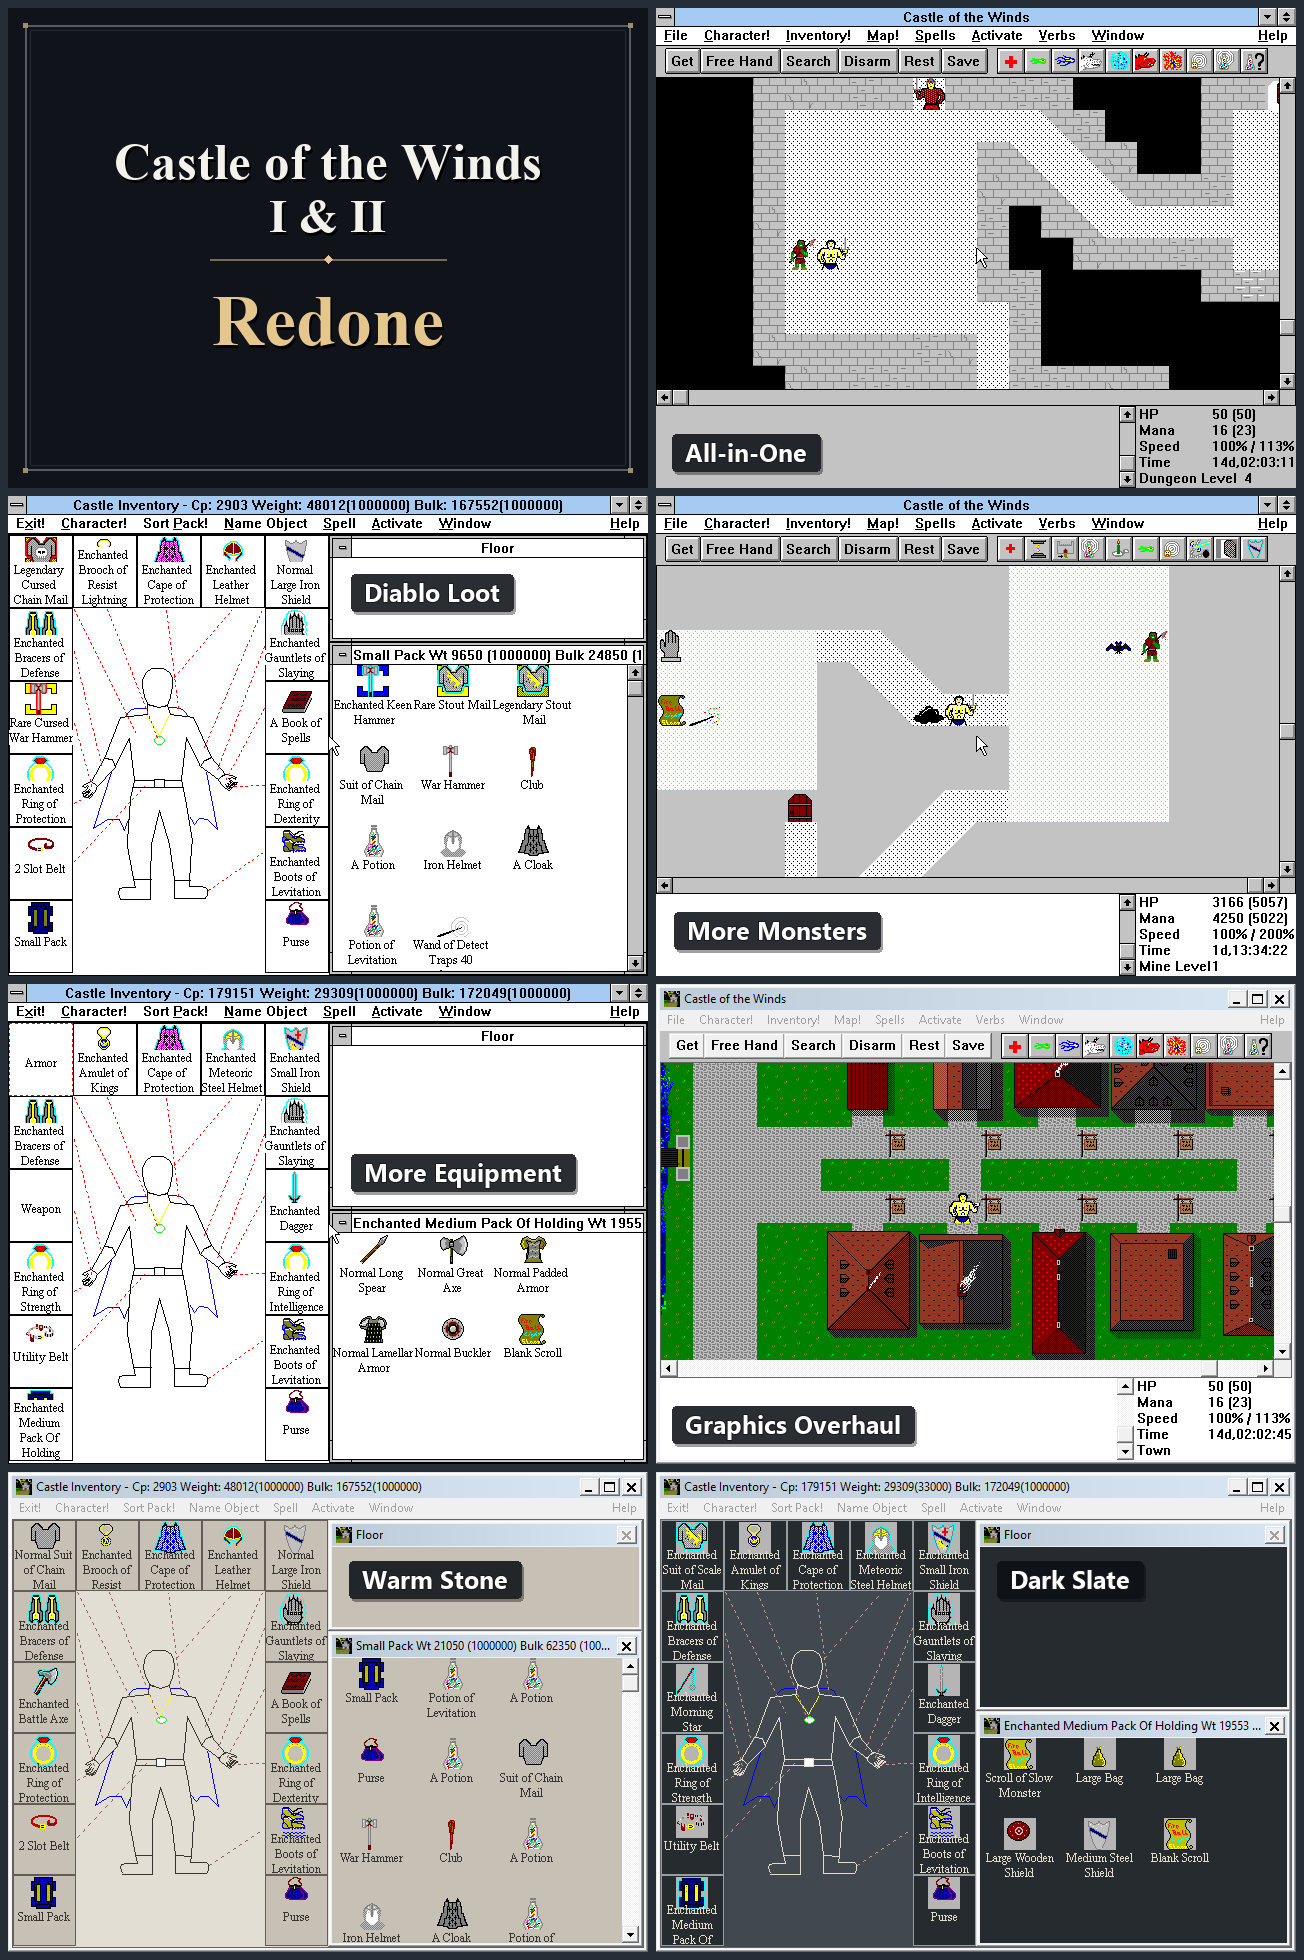 Castle of the Winds
I & II
Redone
Castle of the Winds
File Character! Inventory! Map! Spells Activate Verbs Window Help
Get Free Hand Search Disarm Rest Save
HP 50 (50)
Mana 16 (23)
Speed 100% / 113%
Time 14d,02:03:11
Dungeon Level 4
All-in-One
Castle Inventory - Cp: 2903 Weight: 48012(1000000) Bulk: 167552(1000000)
Exit! Character! Sort Pack! Name Object Spell Activate Window Help
Legendary Cursed Chain Mail
Enchanted Brooch of Resist Lightning
Enchanted Cape of Protection
Enchanted Leather Helmet
Normal Large Iron Shield
Enchanted Bracers of Defense
Enchanted Gauntlets of Slaying
Rare Cursed War Hammer
A Book of Spells
Enchanted Ring of Protection
Enchanted Ring of Dexterity
2 Slot Belt
Enchanted Boots of Levitation
Small Pack
Purse
Floor
Diablo Loot
Small Pack Wt 9650 (1000000) Bulk 24850 (1
Enchanted Keen Hammer
Rare Stout Mail
Legendary Stout Mail
Suit of Chain Mail
War Hammer
Club
A Potion
Iron Helmet
A Cloak
Potion of Levitation
Wand of Detect Traps 40
Castle of the Winds
File Character! Inventory! Map! Spells Activate Verbs Window Help
Get Free Hand Search Disarm Rest Save
More Monsters
HP 3166 (5057)
Mana 4250 (5022)
Speed 100% / 200%
Time 1d,13:34:22
Mine Level1
Castle Inventory - Cp: 179151 Weight: 29309(1000000) Bulk: 172049(1000000)
Exit! Character! Sort Pack! Name Object Spell Activate Window Help
Armor
Enchanted Amulet of Kings
Enchanted Cape of Protection
Enchanted Meteoric Steel Helmet
Enchanted Small Iron Shield
Enchanted Bracers of Defense
Enchanted Gauntlets of Slaying
Weapon
Enchanted Dagger
Enchanted Ring of Strength
Enchanted Ring of Intelligence
Utility Belt
Enchanted Boots of Levitation
Enchanted Medium Pack Of Holding
Purse
Floor
More Equipment
Enchanted Medium Pack Of Holding Wt 1955
Normal Long Spear
Normal Great Axe
Normal Padded Armor
Normal Lamellar Armor
Normal Buckler
Blank Scroll
Castle of the Winds
File Character! Inventory! Map! Spells Activate Verbs Window Help
Get Free Hand Search Disarm Rest Save
Graphics Overhaul
HP 50 (50)
Mana 16 (23)
Speed 100% / 113%
Time 14d,02:02:45
Town
Castle Inventory - Cp: 2903 Weight: 48012(1000000) Bulk: 167552(1000000)
Exit! Character! Sort Pack! Name Object Spell Activate Window Help
Normal Suit of Chain Mail
Enchanted Brooch of Resist
Enchanted Cape of Protection
Enchanted Leather Helmet
Normal Large Iron Shield
Enchanted Bracers of Defense
Enchanted Gauntlets of Slaying
Enchanted Battle Axe
A Book of Spells
Enchanted Ring of Protection
Enchanted Ring of Dexterity
2 Slot Belt
Enchanted Boots of Levitation
Small Pack
Purse
Floor
Warm Stone
Small Pack Wt 21050 (1000000) Bulk 62350 (100...
Small Pack
Potion of Levitation
A Potion
Purse
A Potion
Suit of Chain Mail
War Hammer
Club
A Potion
Iron Helmet
A Cloak
Potion of
Castle Inventory - Cp: 179151 Weight: 29309(33000) Bulk: 172049(1000000)
Exit! Character! Sort Pack! Name Object Spell Activate Window Help
Enchanted Suit of Scale Mail
Enchanted Amulet of Kings
Enchanted Cape of Protection
Enchanted Meteoric Steel Helmet
Enchanted Small Iron Shield
Enchanted Bracers of Defense
Enchanted Gauntlets of Slaying
Enchanted Morning Star
Enchanted Dagger
Enchanted Ring of Strength
Enchanted Ring of Intelligence
Utility Belt
Enchanted Boots of Levitation
Enchanted Medium Pack Of
Purse
Floor
Dark Slate
Enchanted Medium Pack Of Holding Wt 19553 ...
Scroll of Slow Monster
Large Bag
Large Bag
Large Wooden Shield
Medium Steel Shield
Blank Scroll